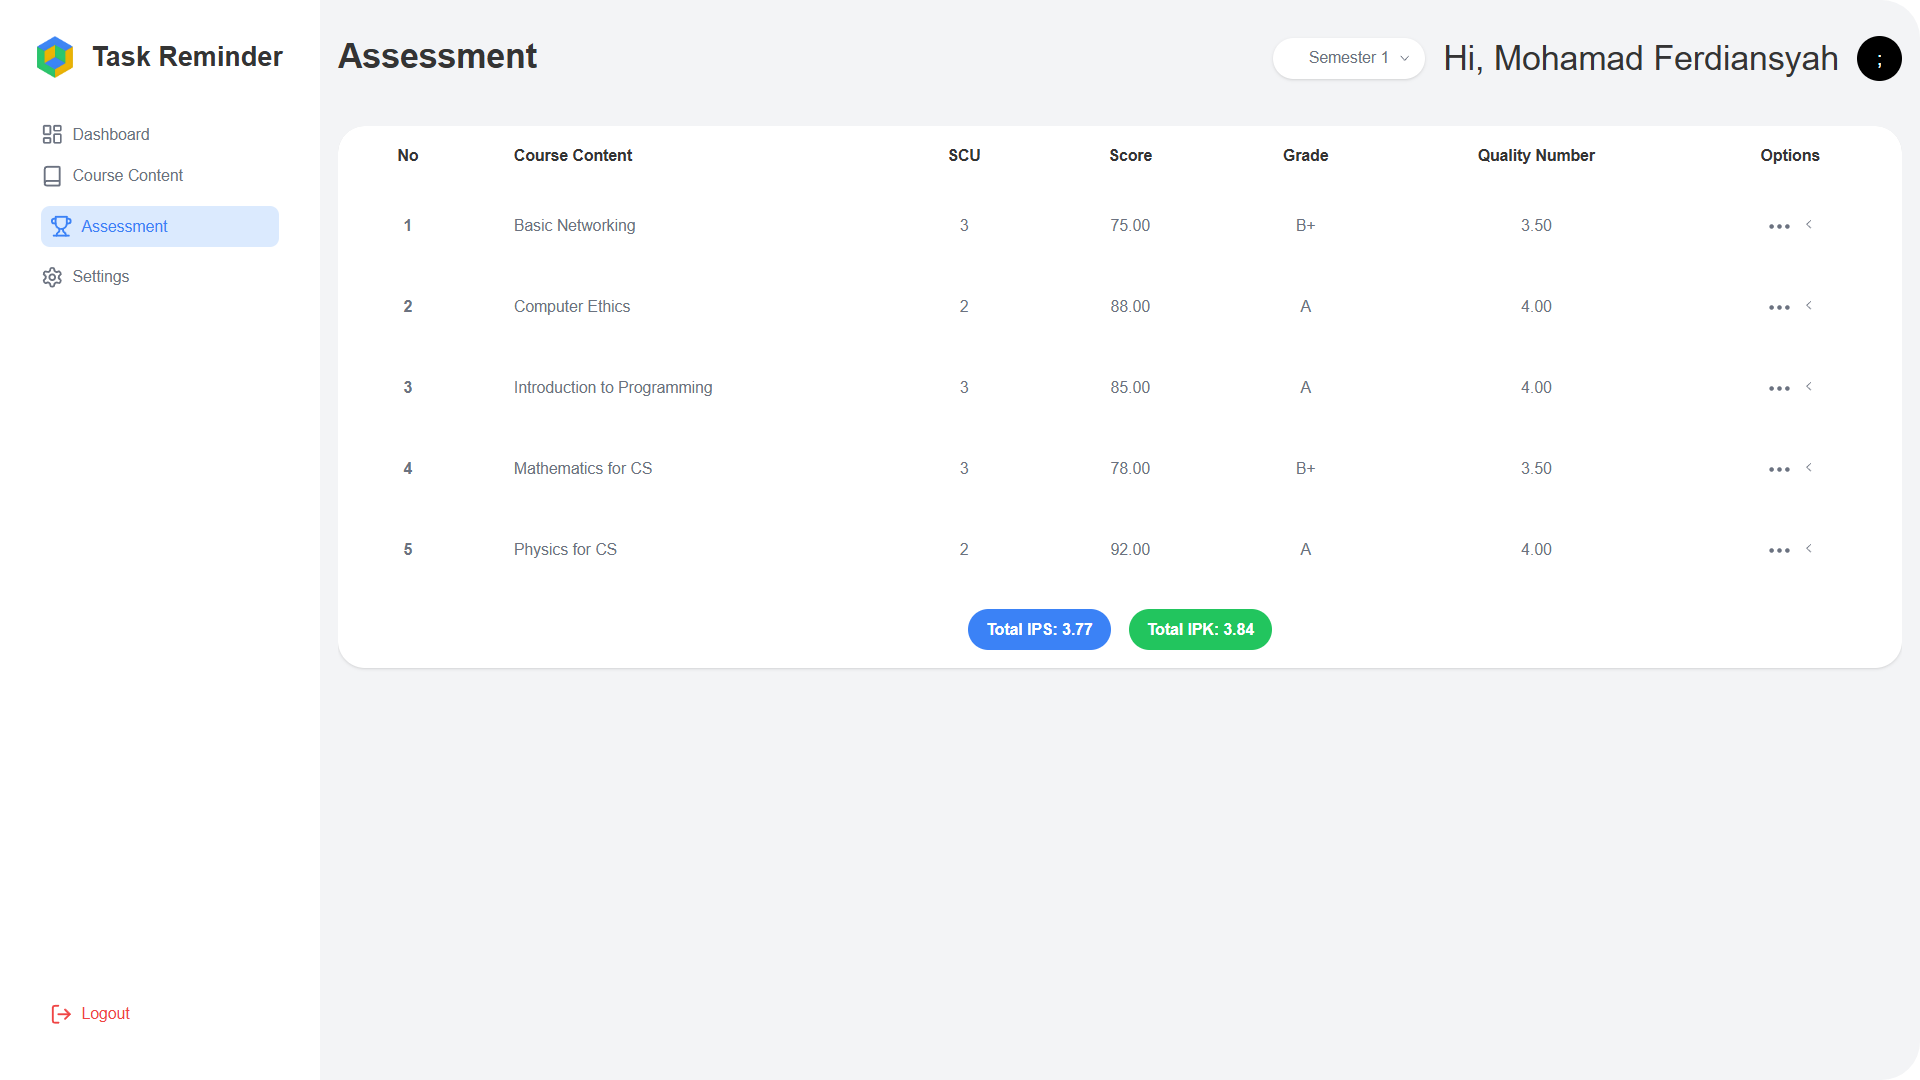 Task Reminder
Dashboard
Course Content
Assessment
Settings
Logout
Assessment
Semester 1
Hi, Mohamad Ferdiansyah
;
No Course Content SCU Score Grade Quality Number Options
1 Basic Networking 3 75.00 B+ 3.50
2 Computer Ethics 2 88.00 A 4.00
3 Introduction to Programming 3 85.00 A 4.00
4 Mathematics for CS 3 78.00 B+ 3.50
5 Physics for CS 2 92.00 A 4.00
Total IPS: 3.77 Total IPK: 3.84